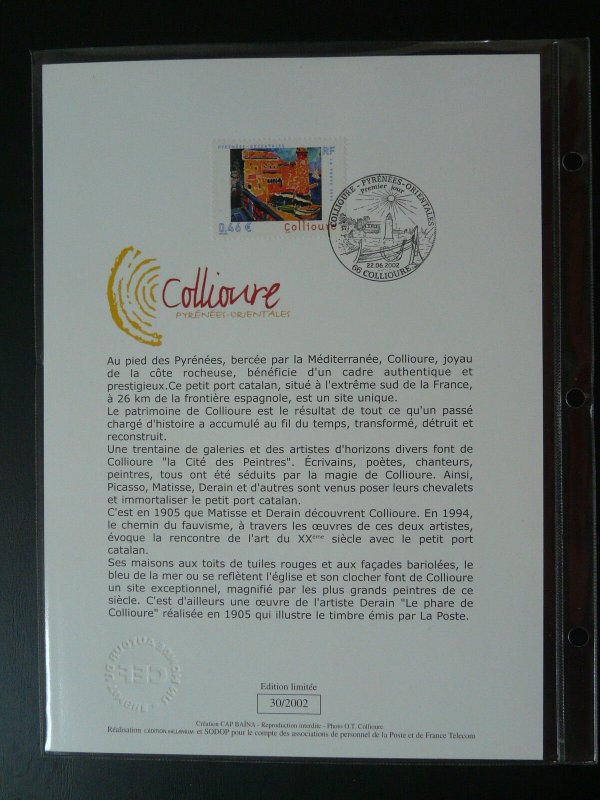 PYRÉNÉES-ORIENTALES
RF
0,46 €
Collioure
COLLIOURE - PYRÉNÉES-ORIENTALES
premier jour
22.06.2002
66 COLLIOURE
Collioure
PYRÉNÉES-ORIENTALES
Au pied des Pyrénées, bercée par la Méditerranée, Collioure, joyau
de la côte rocheuse, bénéficie d'un cadre authentique et
prestigieux.Ce petit port catalan, situé à l'extrême sud de la France,
à 26 km de la frontière espagnole, est un site unique.
Le patrimoine de Collioure est le résultat de tout ce qu'un passé
chargé d'histoire a accumulé au fil du temps, transformé, détruit et
reconstruit.
Une trentaine de galeries et des artistes d'horizons divers font de
Collioure "la Cité des Peintres". Écrivains, poètes, chanteurs,
peintres, tous ont été séduits par la magie de Collioure. Ainsi,
Picasso, Matisse, Derain et d'autres sont venus poser leurs chevalets
et immortaliser le petit port catalan.
C'est en 1905 que Matisse et Derain découvrent Collioure. En 1994,
le chemin du fauvisme, à travers les œuvres de ces deux artistes,
évoque la rencontre de l'art du XXème siècle avec le petit port
catalan.
Ses maisons aux toits de tuiles rouges et aux façades bariolées, le
bleu de la mer ou se reflètent l'église et son clocher font de Collioure
un site exceptionnel, magnifié par les plus grands peintres de ce
siècle. C'est d'ailleurs une œuvre de l'artiste Derain "Le phare de
Collioure" réalisée en 1905 qui illustre le timbre émis par La Poste.
CEF
Edition limitée
30/2002
Création CAP BAÏNA - Reproduction interdite - Photo O.T. Collioure
Réalisation et SODOP pour le compte des associations de personnel de la Poste et de France Telecom